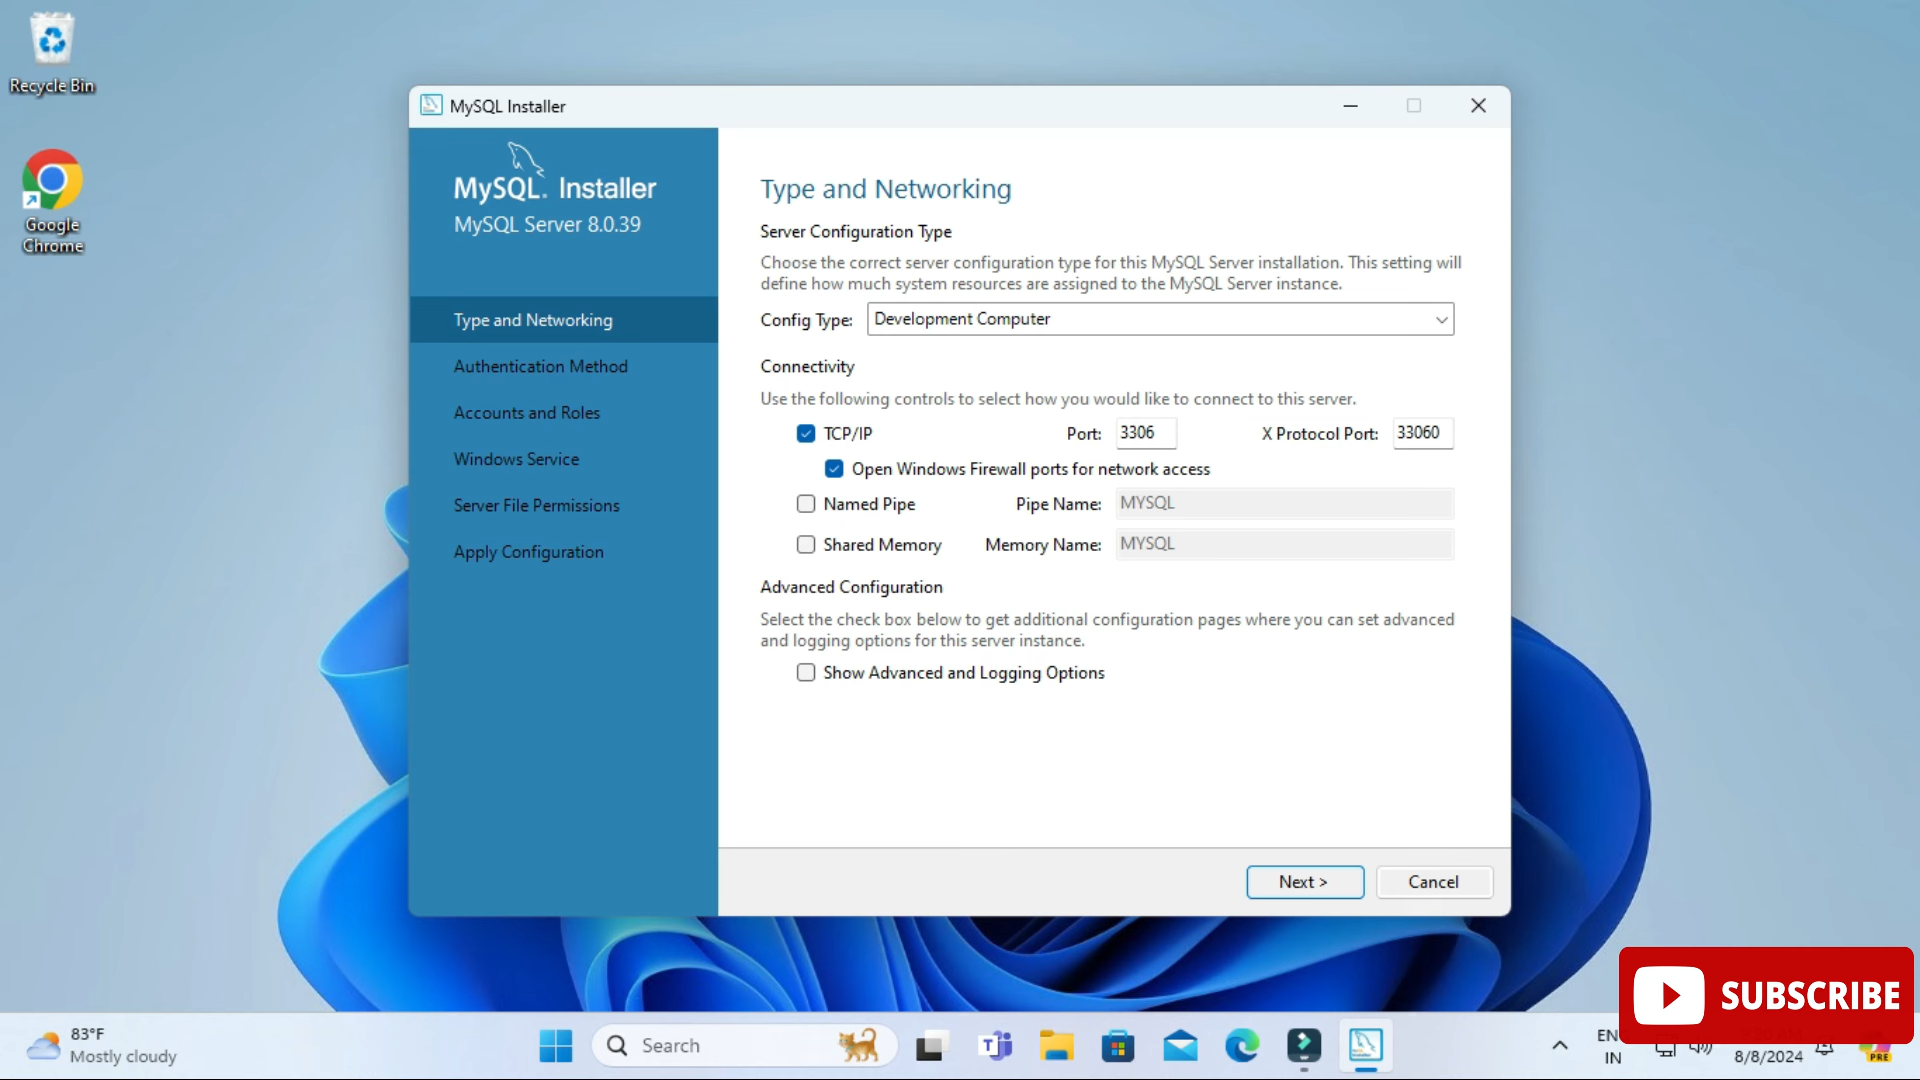 Recycle Bin
Google
Chrome
MySQL Installer
MySQL. Installer
MySQL Server 8.0.39
Type and Networking
Authentication Method
Accounts and Roles
Windows Service
Server File Permissions
Apply Configuration
Type and Networking
Server Configuration Type
Choose the correct server configuration type for this MySQL Server installation. This setting will
define how much system resources are assigned to the MySQL Server instance.
Config Type: Development Computer
Connectivity
Use the following controls to select how you would like to connect to this server.
TCP/IP Port: 3306 X Protocol Port: 33060
Open Windows Firewall ports for network access
Named Pipe Pipe Name: MYSQL
Shared Memory Memory Name: MYSQL
Advanced Configuration
Select the check box below to get additional configuration pages where you can set advanced
and logging options for this server instance.
Show Advanced and Logging Options
Next > Cancel
SUBSCRIBE
83°F
Mostly cloudy
Search
ENG
IN
8/8/2024
PRE